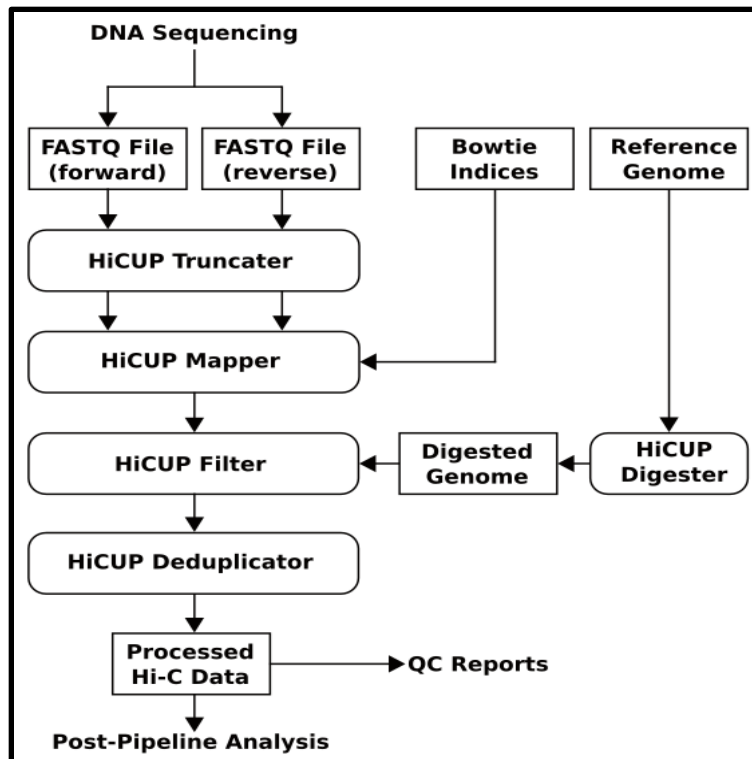 DNA Sequencing
FASTQ File
(forward)
FASTQ File
(reverse)
Bowtie
Indices
Reference
Genome
HiCUP Truncater
HiCUP Mapper
HiCUP Filter
Digested
Genome
HiCUP
Digester
HiCUP Deduplicator
Processed
Hi-C Data
QC Reports
Post-Pipeline Analysis